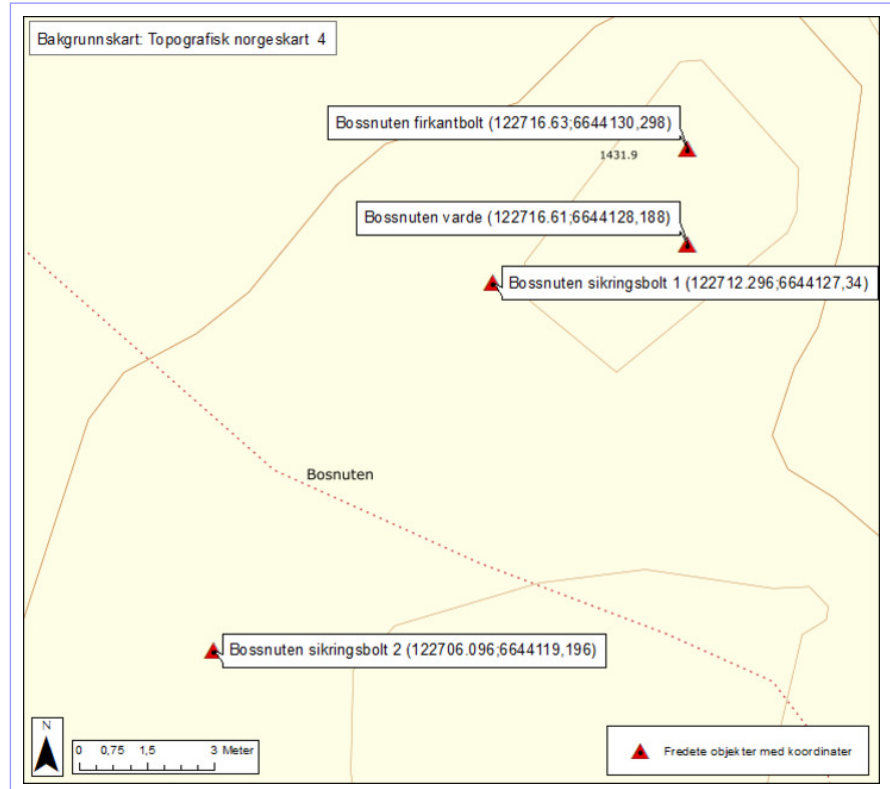 Bakgrunnskart: Topografisk norgeskart 4
Bossnuten firkantbolt (122716.63;6644130,298)
1431.9
Bossnuten varde (122716.61;6644128,188)
Bossnuten sikringsbolt 1 (122712.296;6644127,34)
Bosnuten
Bossnuten sikringsbolt 2 (122706.096;6644119,196)
N
0 0,75 1,5 3 Meter
Fredete objekter med koordinater